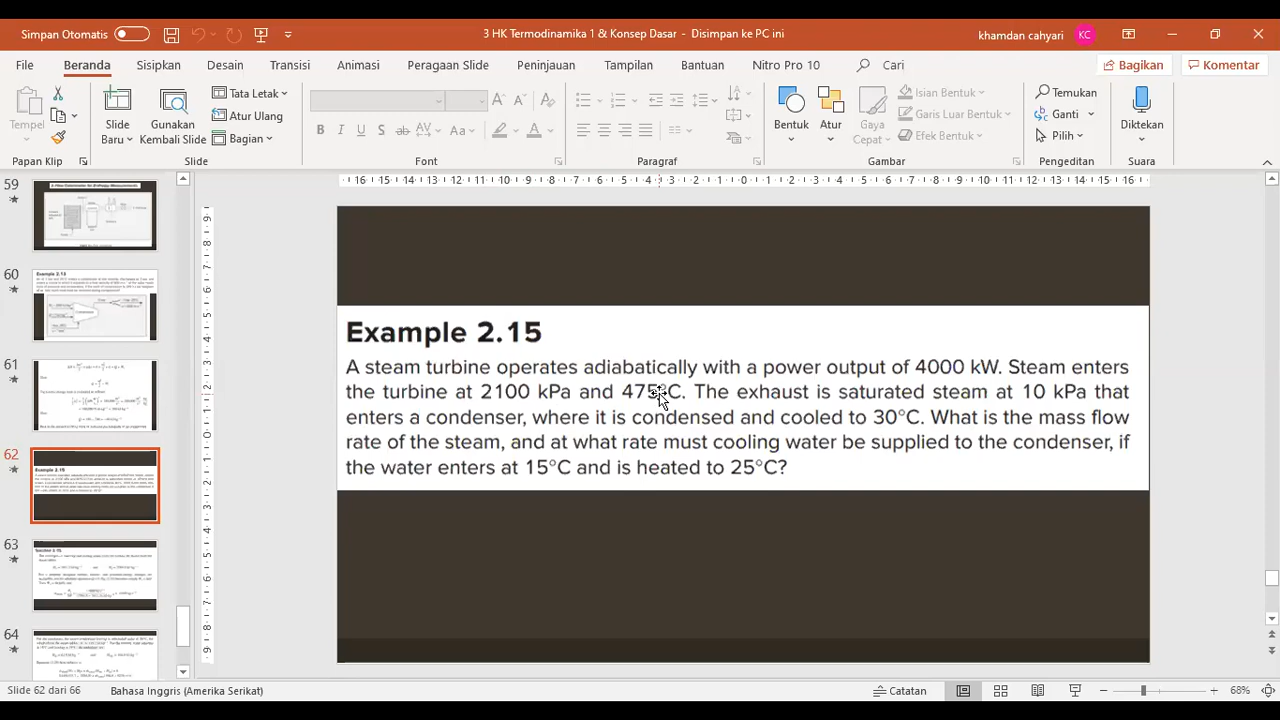 Simpan Otomatis
3 HK Termodinamika 1 & Konsep Dasar - Disimpan ke PC ini
khamdan cahyari
KC
File
Beranda
Sisipkan
Desain
Transisi
Animasi
Peragaan Slide
Peninjauan
Tampilan
Bantuan
Nitro Pro 10
Cari
Bagikan
Komentar
Tempel
Papan Klip
Slide
Baru
Gunakan
Kembali Slide
Tata Letak
Atur Ulang
Bagian
Slide
Font
Paragraf
Bentuk
Atur
Gaya
Cepat
Isian Bentuk
Garis Luar Bentuk
Efek Bentuk
Gambar
Temukan
Ganti
Pilih
Pengeditan
Diktekan
Suara
59
60
Example 2.13
61
62
Example 2.15
63
64
Example 2.15
A steam turbine operates adiabatically with a power output of 4000 kW. Steam enters
the turbine at 2100 kPa and 475°C. The exhaust is saturated steam at 10 kPa that
enters a condenser, where it is condensed and cooled to 30°C. What is the mass flow
rate of the steam, and at what rate must cooling water be supplied to the condenser, if
the water enters at 15°C and is heated to 25°C?
Slide 62 dari 66
Bahasa Inggris (Amerika Serikat)
Catatan
68%